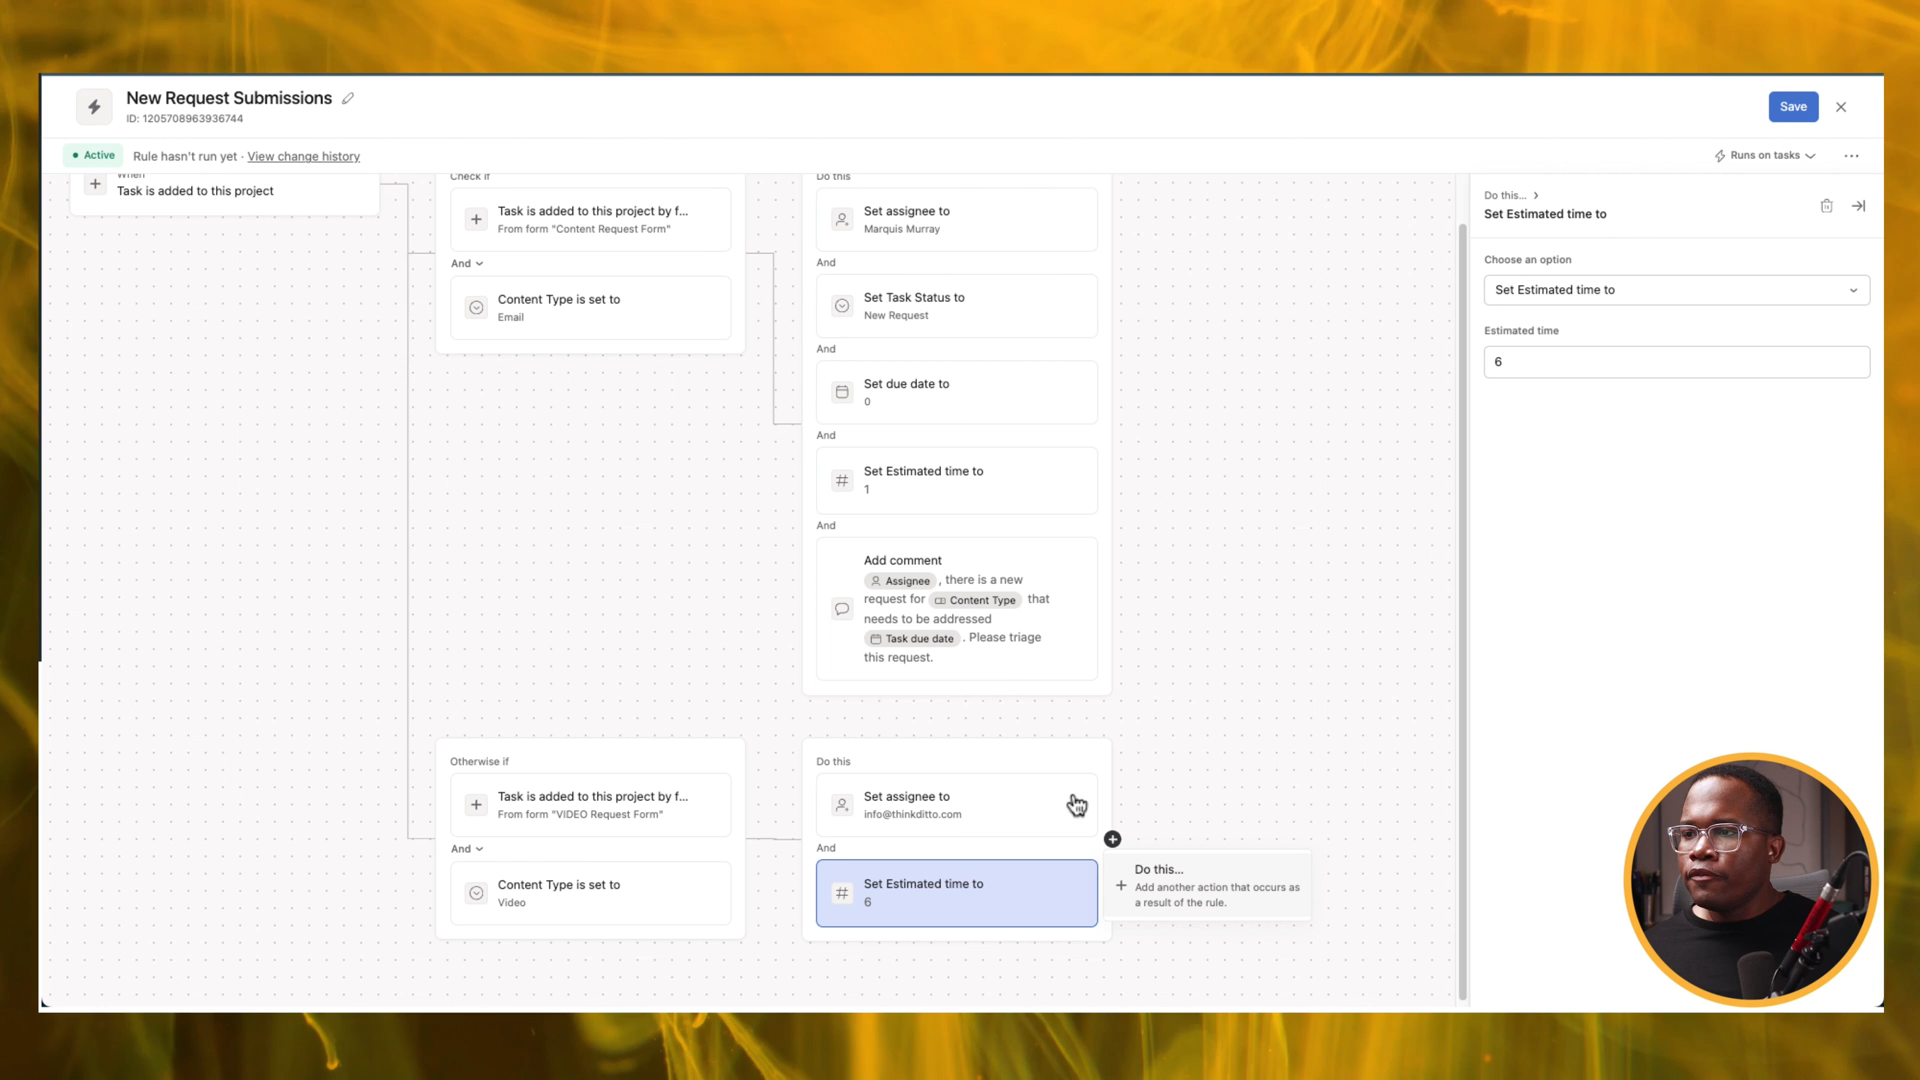 New Request Submissions
ID: 1205708963936744
Save
Active
Rule hasn't run yet · View change history
Runs on tasks
When
Task is added to this project
Check if
Task is added to this project by f...
From form "Content Request Form"
And
Content Type is set to
Email
Do this
Set assignee to
Marquis Murray
And
Set Task Status to
New Request
And
Set due date to
0
And
Set Estimated time to
1
And
Add comment
Assignee , there is a new
request for Content Type that
needs to be addressed
Task due date . Please triage
this request.
Otherwise if
Task is added to this project by f...
From form "VIDEO Request Form"
And
Content Type is set to
Video
Do this
Set assignee to
info@thinkditto.com
And
Set Estimated time to
6
Do this...
Add another action that occurs as
a result of the rule.
Do this...
Set Estimated time to
Choose an option
Set Estimated time to
Estimated time
6